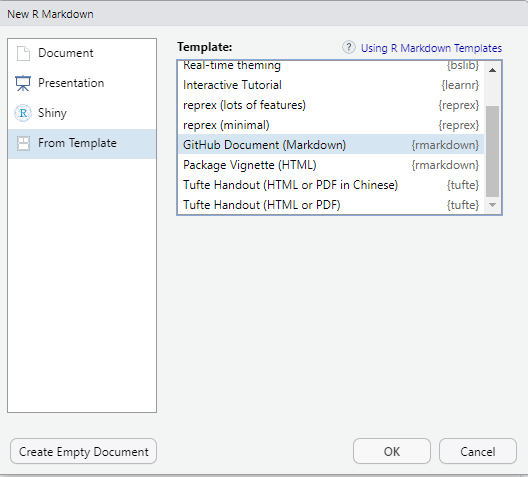 New R Markdown
Document
Presentation
Shiny
From Template
Template:
? Using R Markdown Templates
Real-time theming {bslib}
Interactive Tutorial {learnr}
reprex (lots of features) {reprex}
reprex (minimal) {reprex}
GitHub Document (Markdown) {rmarkdown}
Package Vignette (HTML) {rmarkdown}
Tufte Handout (HTML or PDF in Chinese) {tufte}
Tufte Handout (HTML or PDF) {tufte}
Create Empty Document
OK
Cancel